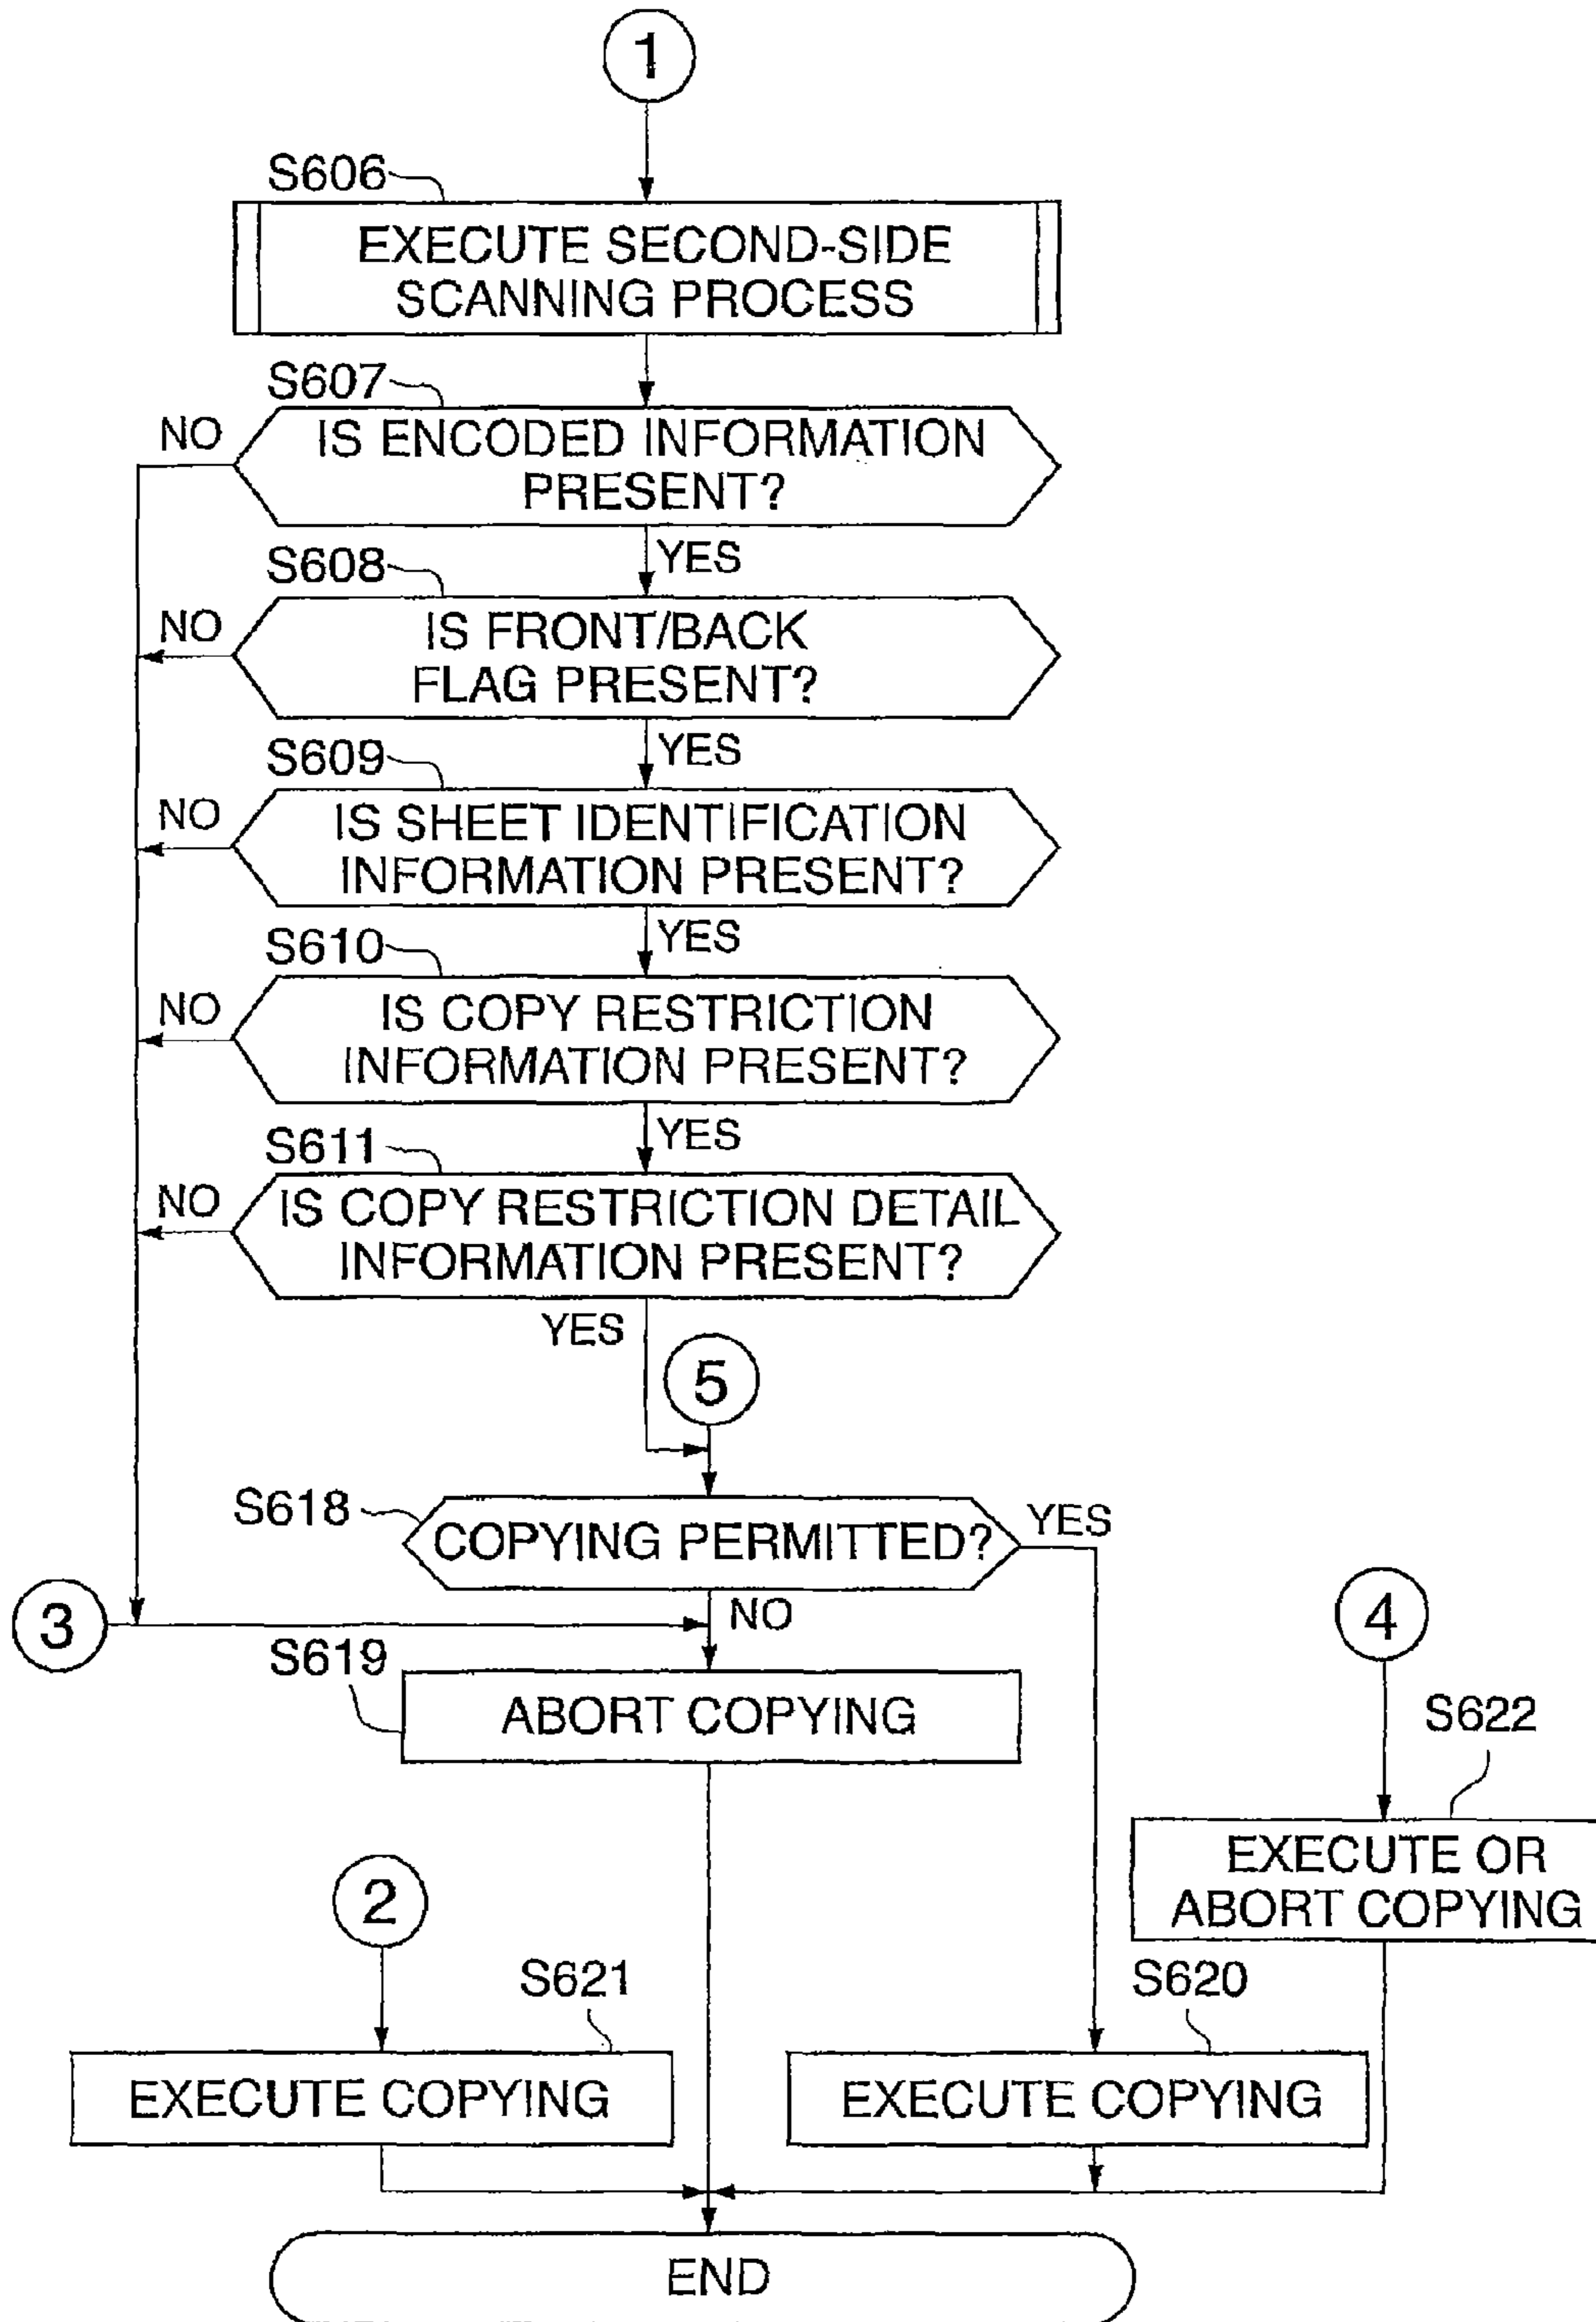 1
S606
EXECUTE SECOND-SIDE
SCANNING PROCESS
S607
NO
IS ENCODED INFORMATION
PRESENT?
YES
S608
NO
IS FRONT/BACK
FLAG PRESENT?
YES
S609
NO
IS SHEET IDENTIFICATION
INFORMATION PRESENT?
YES
S610
NO
IS COPY RESTRICTION
INFORMATION PRESENT?
YES
S611
NO
IS COPY RESTRICTION DETAIL
INFORMATION PRESENT?
YES
5
S618
COPYING PERMITTED?
YES
3
NO
4
S619
ABORT COPYING
S622
EXECUTE OR
ABORT COPYING
2
S621
S620
EXECUTE COPYING
EXECUTE COPYING
END